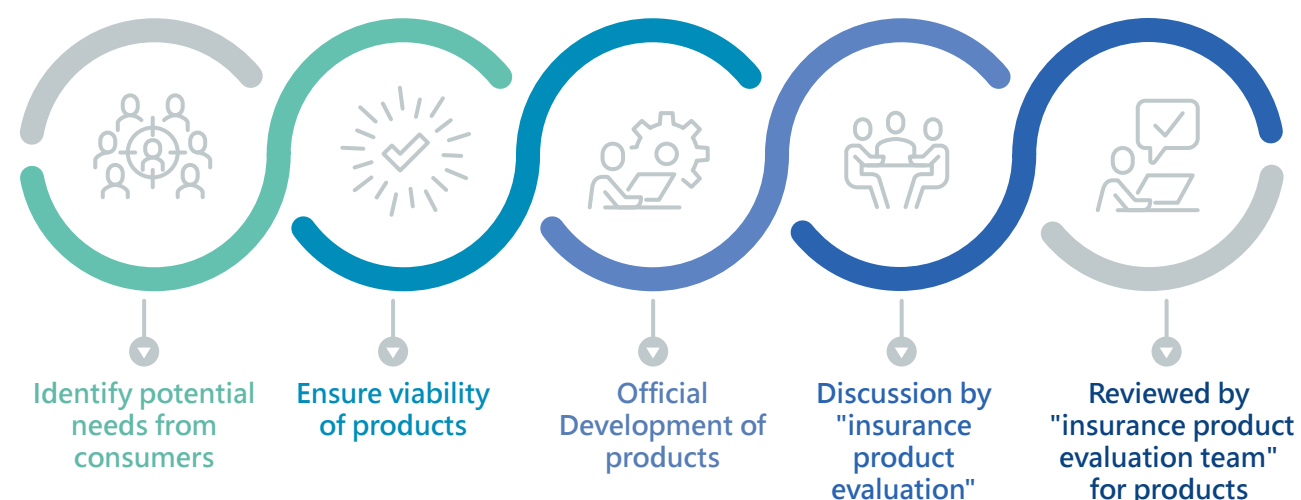 Identify potential
needs from
consumers
Ensure viability
of products
Official
Development of
products
Discussion by
"insurance
product
evaluation"
Reviewed by
"insurance product
evaluation team"
for products